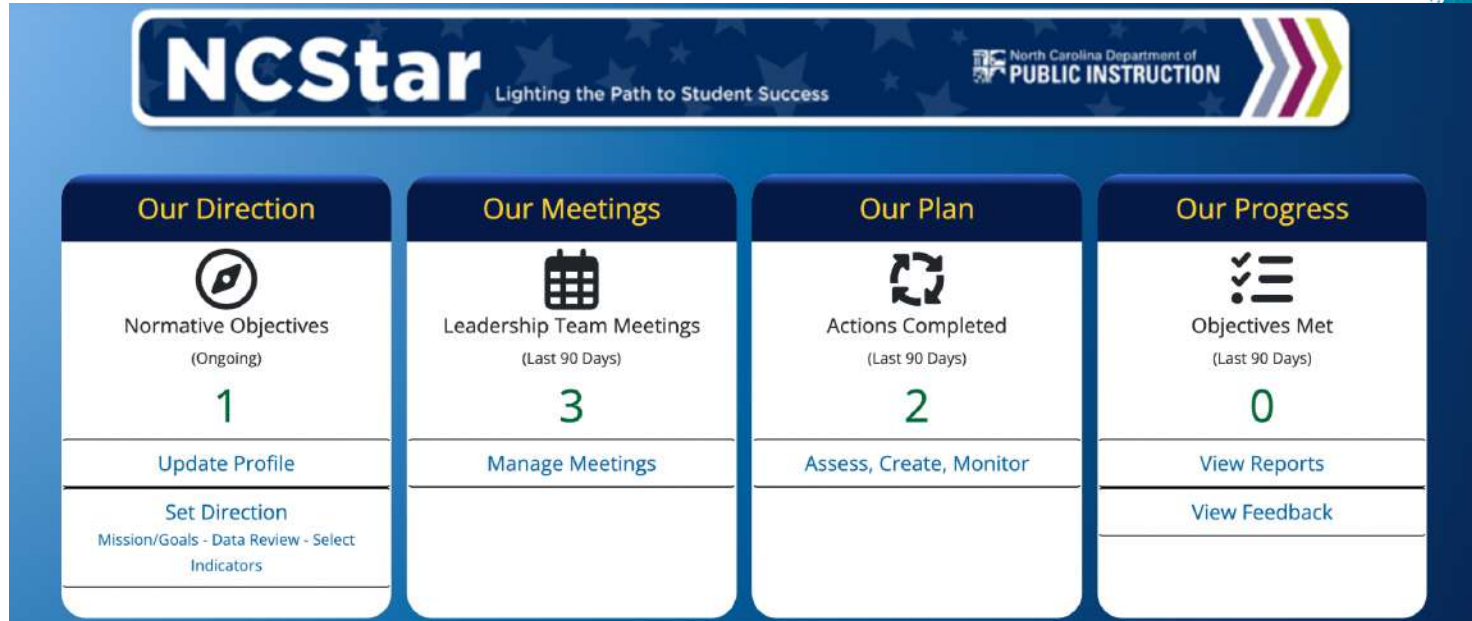 NCStar
Lighting the Path to Student Success
North Carolina Department of
PUBLIC INSTRUCTION
Our Direction
Normative Objectives
(Ongoing)
1
Update Profile
Set Direction
Mission/Goals - Data Review - Select
Indicators
Our Meetings
Leadership Team Meetings
(Last 90 Days)
3
Manage Meetings
Our Plan
Actions Completed
(Last 90 Days)
2
Assess, Create, Monitor
Our Progress
Objectives Met
(Last 90 Days)
0
View Reports
View Feedback